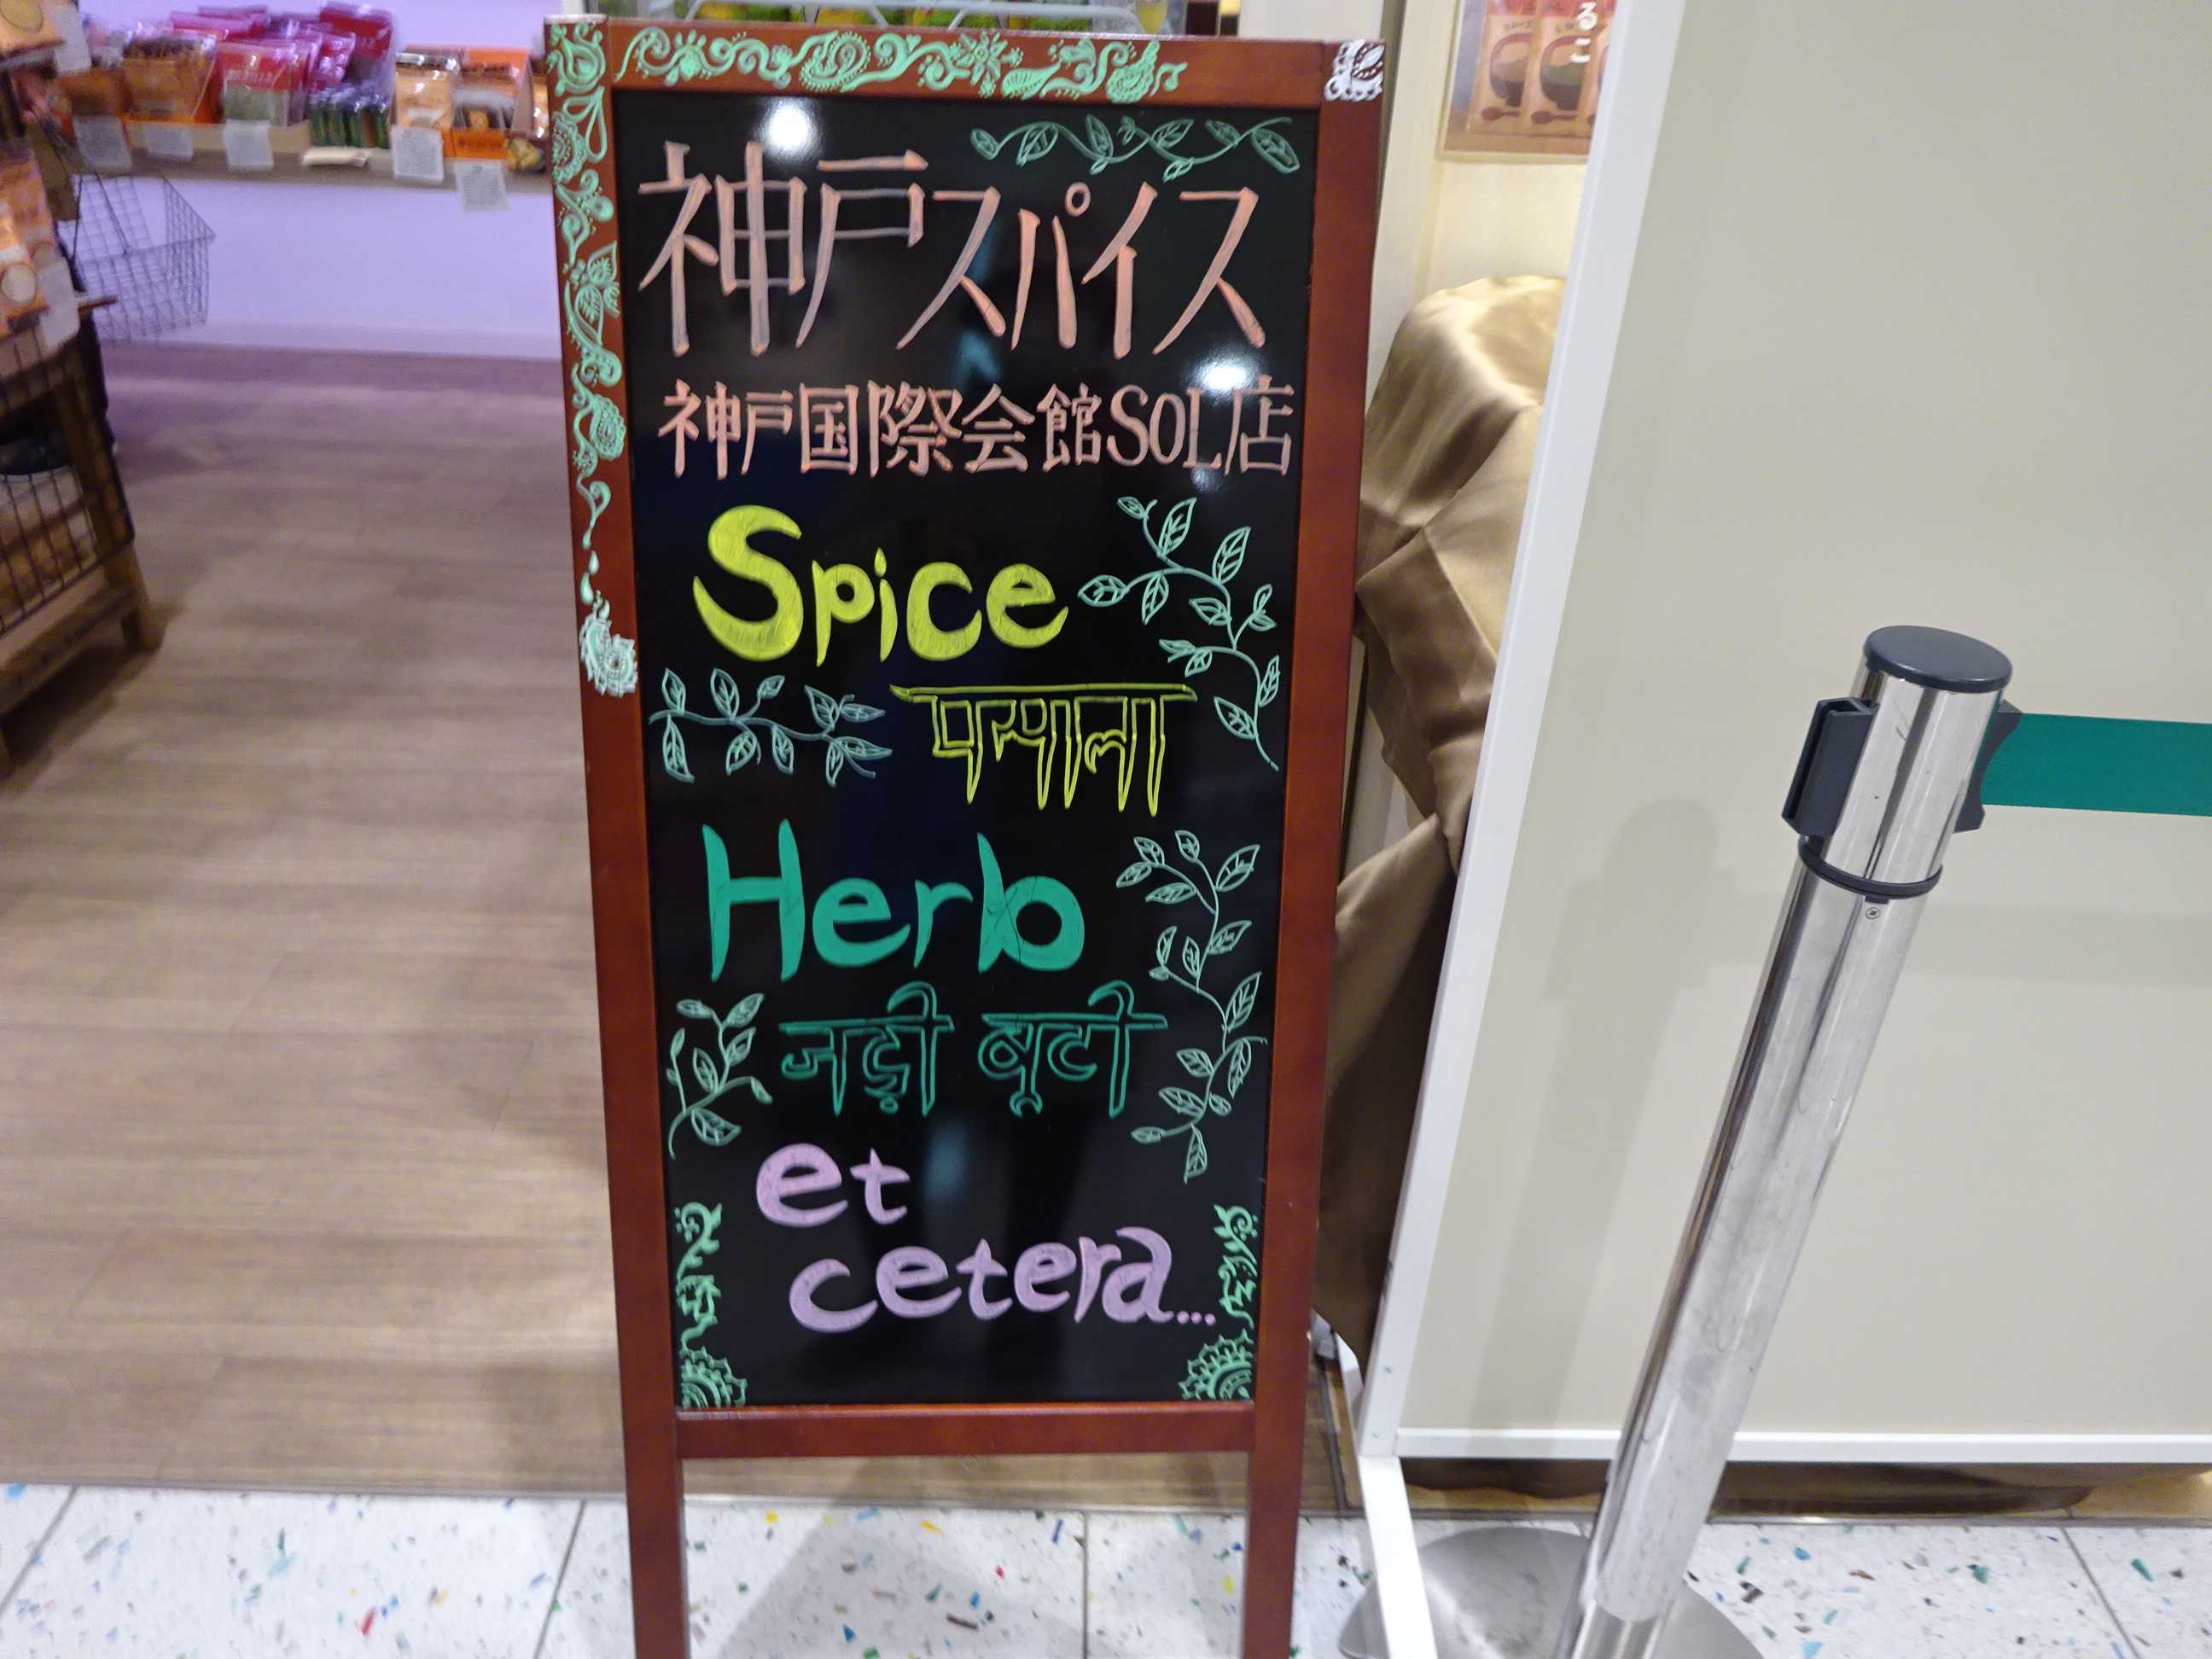 神戸スパイス
神戸国際会館SOL店
Spice
मसाला
Herb
जड़ी बूटी
et
cetera...